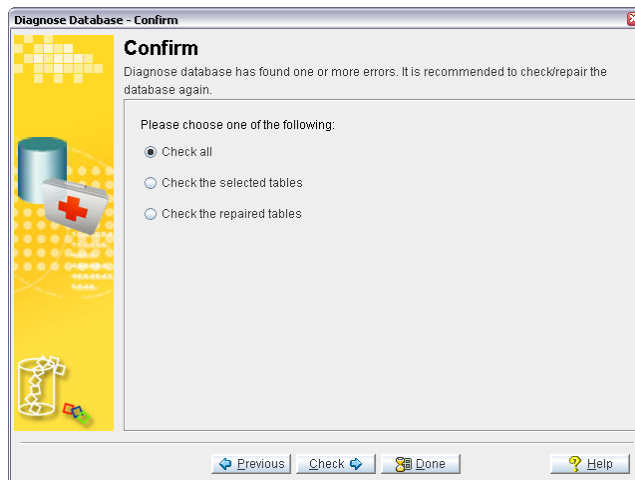 Diagnose Database - Confirm
Confirm
Diagnose database has found one or more errors. It is recommended to check/repair the
database again.
Please choose one of the following:
Check all
Check the selected tables
Check the repaired tables
Previous
Check
Done
Help